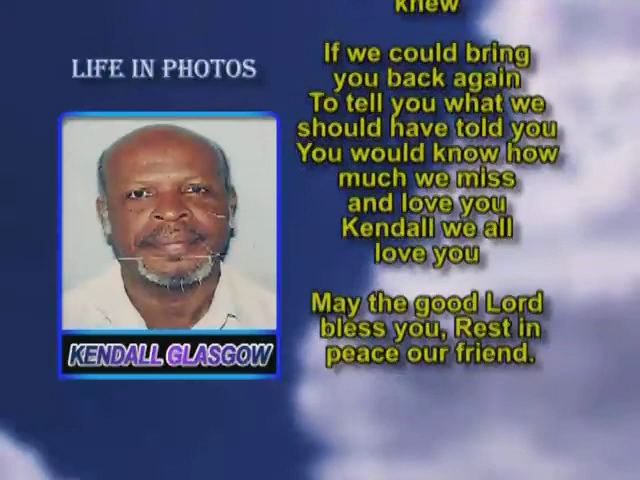 LIFE IN PHOTOS
KENDALL GLASGOW
knew
If we could bring
you back again
To tell you what we
should have told you
You would know how
much we miss
and love you
Kendall we all
love you
May the good Lord
bless you, Rest in
peace our friend.